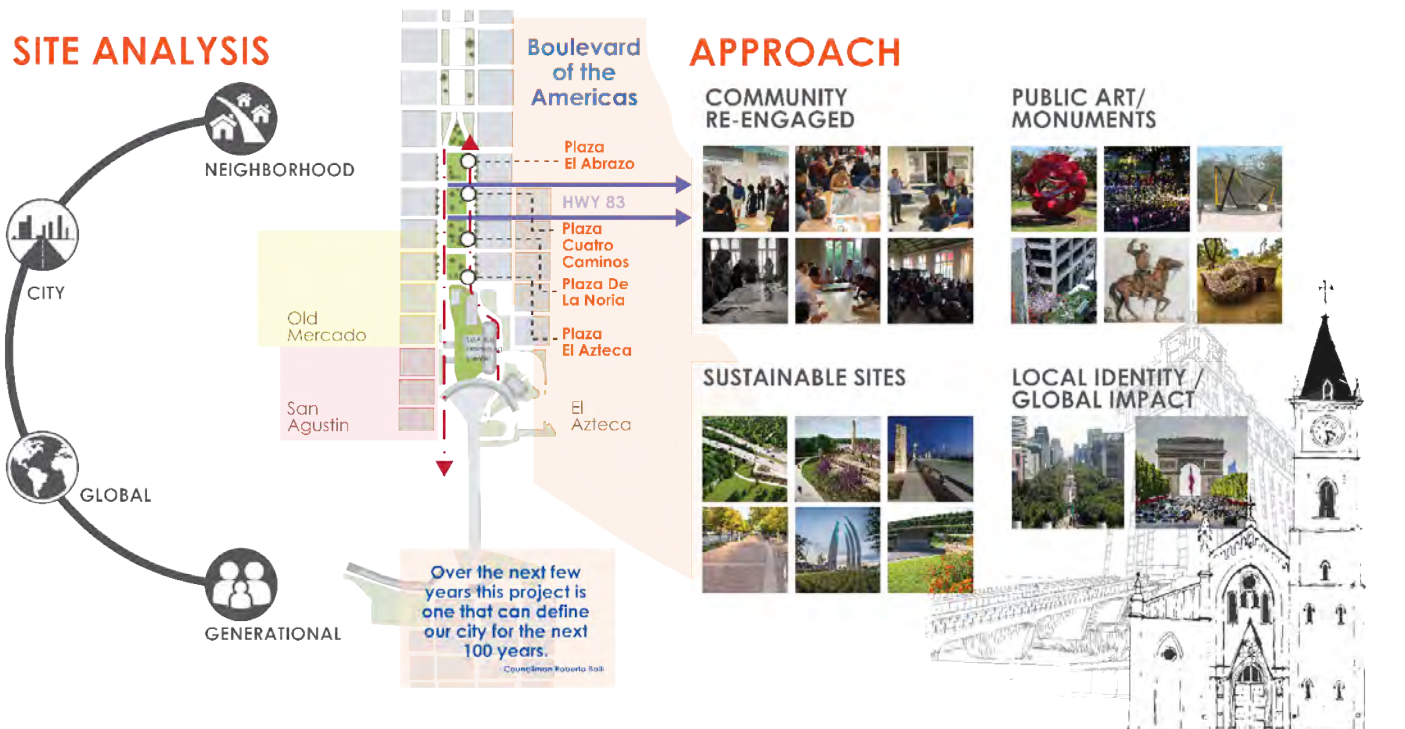 SITE ANALYSIS
NEIGHBORHOOD
CITY
GLOBAL
GENERATIONAL
Boulevard
of the
Americas
Plaza
El Abrazo
HWY 83
Plaza
Cuatro
Caminos
Plaza De
La Noria
Plaza
El Azteca
Old
Mercado
San
Agustin
El
Azteca
Over the next few
years this project is
one that can define
our city for the next
100 years.
Councilman Roberto Balli
APPROACH
COMMUNITY
RE-ENGAGED
PUBLIC ART/
MONUMENTS
SUSTAINABLE SITES
LOCAL IDENTITY /
GLOBAL IMPACT